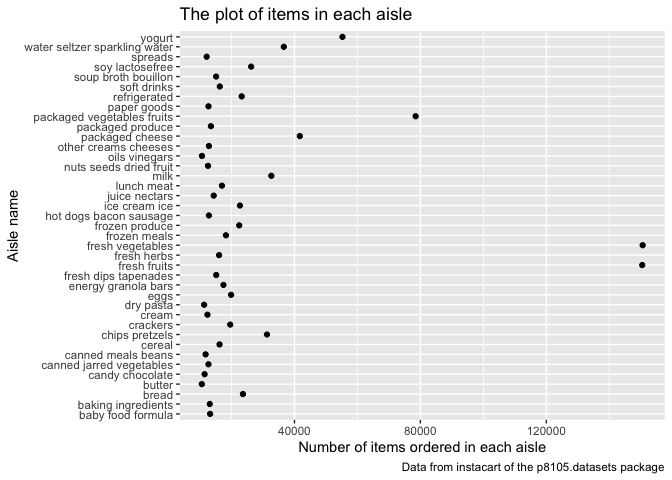 The plot of items in each aisle
yogurt
water seltzer sparkling water
spreads
soy lactosefree
soup broth bouillon
soft drinks
refrigerated
paper goods
packaged vegetables fruits
packaged produce
packaged cheese
other creams cheeses
oils vinegars
nuts seeds dried fruit
milk
lunch meat
juice nectars
ice cream ice
hot dogs bacon sausage
frozen produce
frozen meals
fresh vegetables
fresh herbs
fresh fruits
fresh dips tapenades
energy granola bars
eggs
dry pasta
cream
crackers
chips pretzels
cereal
canned meals beans
canned jarred vegetables
candy chocolate
butter
bread
baking ingredients
baby food formula
Aisle name
40000 80000 120000
Number of items ordered in each aisle
Data from instacart of the p8105.datasets package